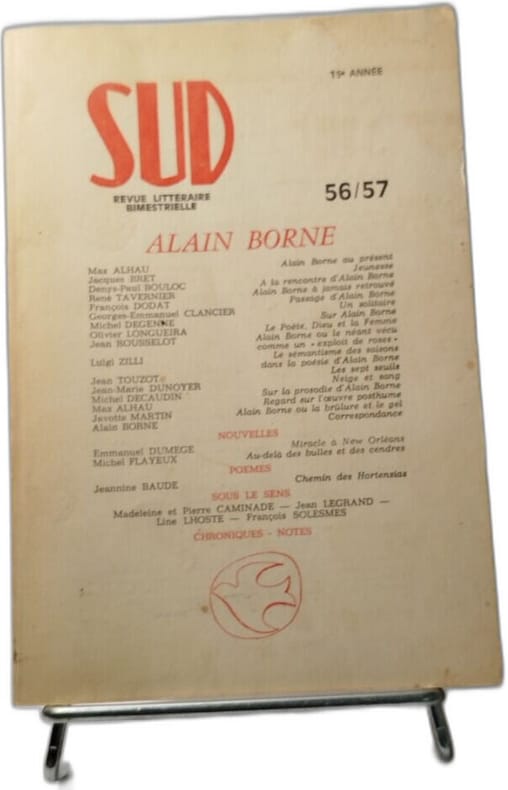 15e ANNÉE
SUD
REVUE LITTÉRAIRE
BIMESTRIELLE
56/57
ALAIN BORNE
Max ALHAU Alain Borne au présent
Jacques BRET Jeunesse
Denys-Paul BOULOC A la rencontre d'Alain Borne
René TAVERNIER Alain Borne à jamais retrouvé
François DODAT Passage d'Alain Borne
Georges-Emmanuel CLANCIER Un solitaire
Michel DEGENNE Sur Alain Borne
Olivier LONGUEIRA Le Poète, Dieu et la Femme
Jean ROUSSELOT Alain Borne ou le néant vécu
comme un « exploit de roses »
Luigi ZILLI Le sémantisme des saisons
dans la poésie d'Alain Borne
Jean TOUZOT Les sept seuils
Jean-Marie DUNOYER Neige et sang
Michel DECAUDIN Sur la prosodie d'Alain Borne
Max ALHAU Regard sur l'œuvre posthume
Javotte MARTIN Alain Borne ou la brûlure et le gel
Alain BORNE Correspondance
NOUVELLES
Emmanuel DUMEGE Miracle à New Orléans
Michel FLAYEUX Au-delà des bulles et des cendres
POEMES
Jeannine BAUDE Chemin des Hortensias
SOUS LE SENS
Madeleine et Pierre CAMINADE — Jean LEGRAND —
Line LHOSTE — François SOLESMES
CHRONIQUES - NOTES